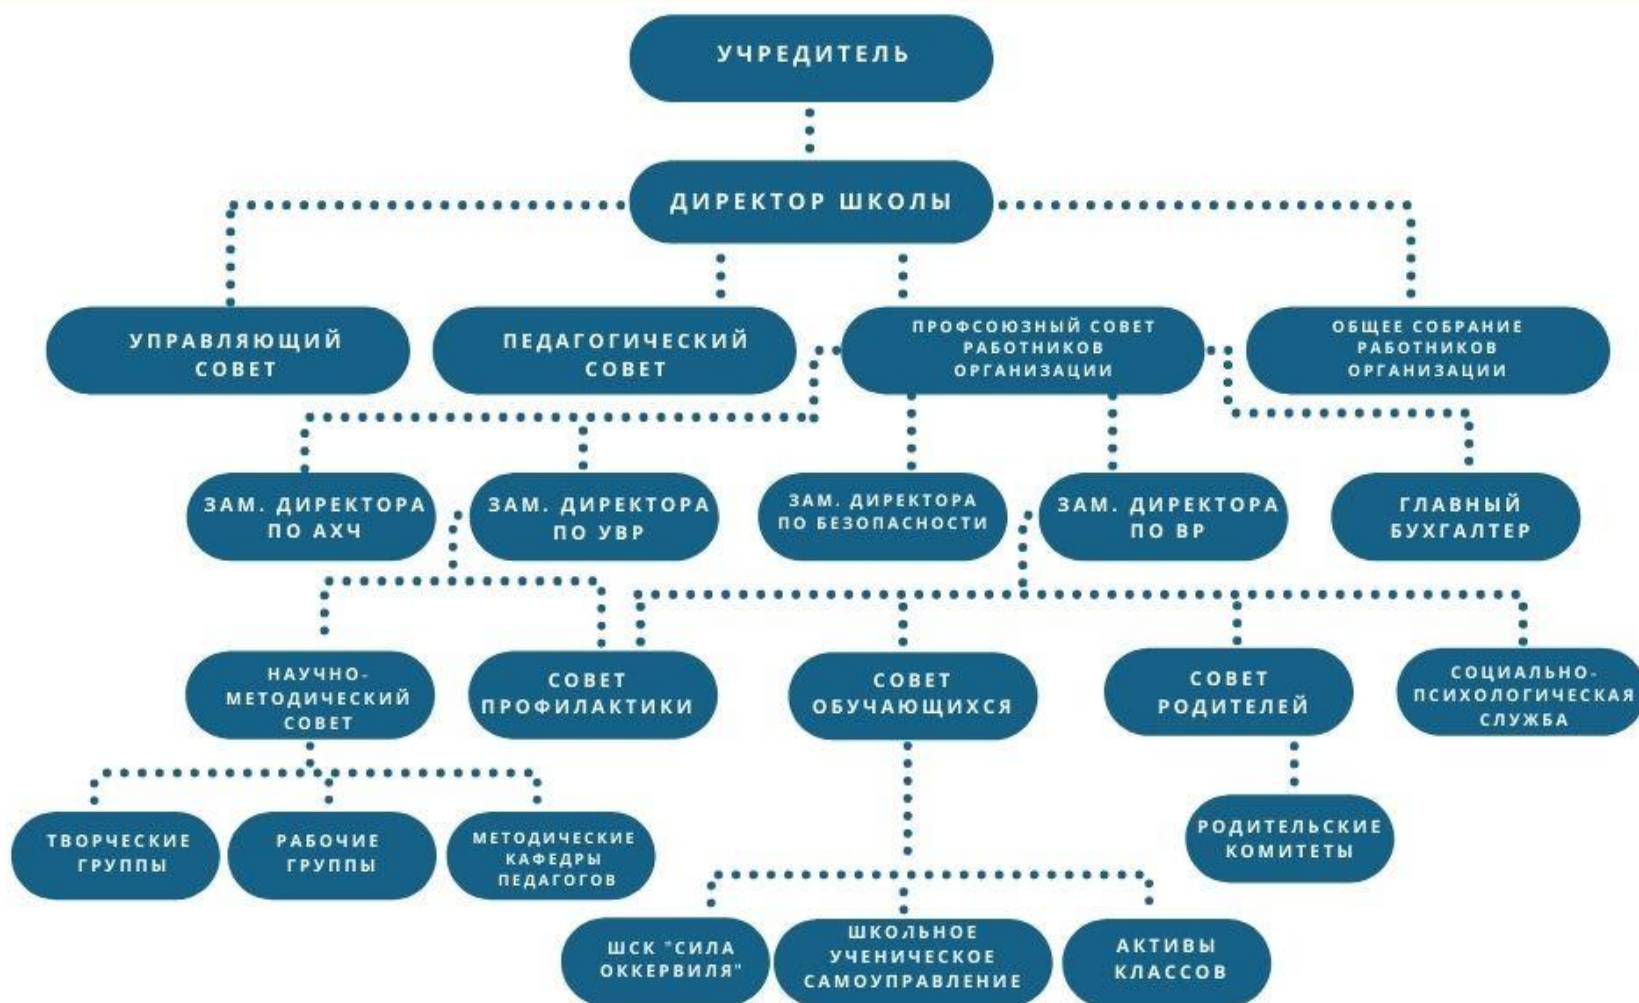 УЧРЕДИТЕЛЬ
ДИРЕКТОР ШКОЛЫ
УПРАВЛЯЮЩИЙ
СОВЕТ
ПЕДАГОГИЧЕСКИЙ
СОВЕТ
ПРОФСОЮЗНЫЙ СОВЕТ
РАБОТНИКОВ
ОРГАНИЗАЦИИ
ОБЩЕЕ СОБРАНИЕ
РАБОТНИКОВ
ОРГАНИЗАЦИИ
ЗАМ. ДИРЕКТОРА
ПО АХЧ
ЗАМ. ДИРЕКТОРА
ПО УВР
ЗАМ. ДИРЕКТОРА
ПО БЕЗОПАСНОСТИ
ЗАМ. ДИРЕКТОРА
ПО ВР
ГЛАВНЫЙ
БУХГАЛТЕР
НАУЧНО-
МЕТОДИЧЕСКИЙ
СОВЕТ
СОВЕТ
ПРОФИЛАКТИКИ
СОВЕТ
ОБУЧАЮЩИХСЯ
СОВЕТ
РОДИТЕЛЕЙ
СОЦИАЛЬНО-
ПСИХОЛОГИЧЕСКАЯ
СЛУЖБА
ТВОРЧЕСКИЕ
ГРУППЫ
РАБОЧИЕ
ГРУППЫ
МЕТОДИЧЕСКИЕ
КАФЕДРЫ
ПЕДАГОГОВ
РОДИТЕЛЬСКИЕ
КОМИТЕТЫ
ШСК "СИЛА
ОККЕРВИЛЯ"
ШКОЛЬНОЕ
УЧЕНИЧЕСКОЕ
САМОУПРАВЛЕНИЕ
АКТИВЫ
КЛАССОВ